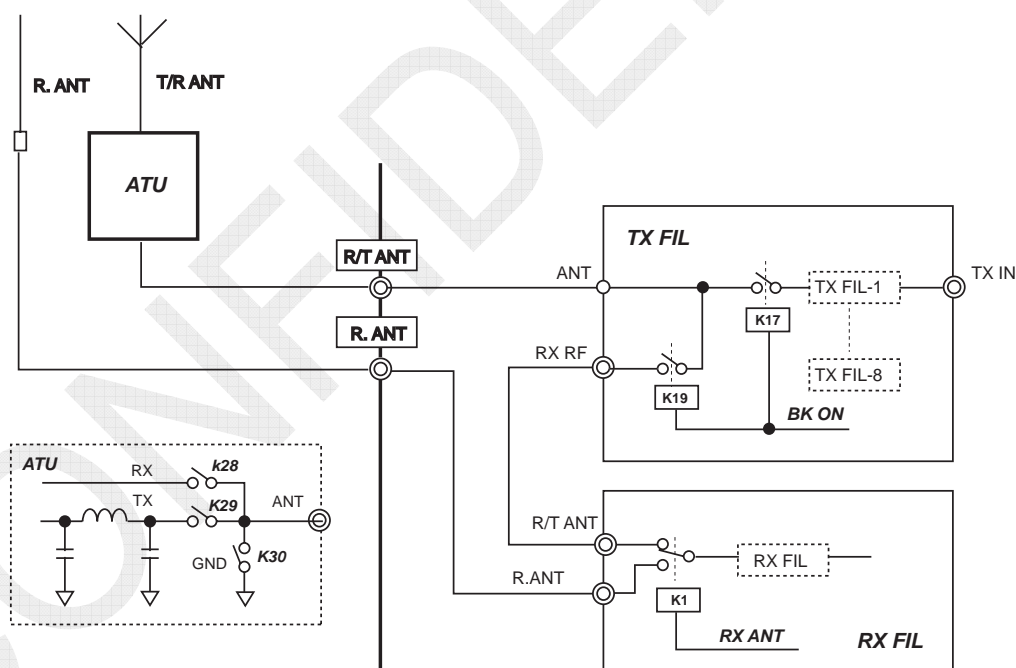 R. ANT
T/R ANT
ATU
R/T ANT
R. ANT
TX FIL
ANT
TX FIL-1
TX IN
K17
RX RF
K19
TX FIL-8
BK ON
ATU
RX
k28
TX
K29
ANT
GND
K30
R/T ANT
R.ANT
RX FIL
K1
RX ANT
RX FIL